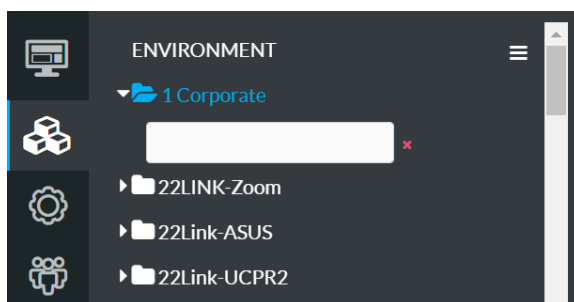 ENVIRONMENT
1 Corporate
22LINK-Zoom
22Link-ASUS
22Link-UCPR2